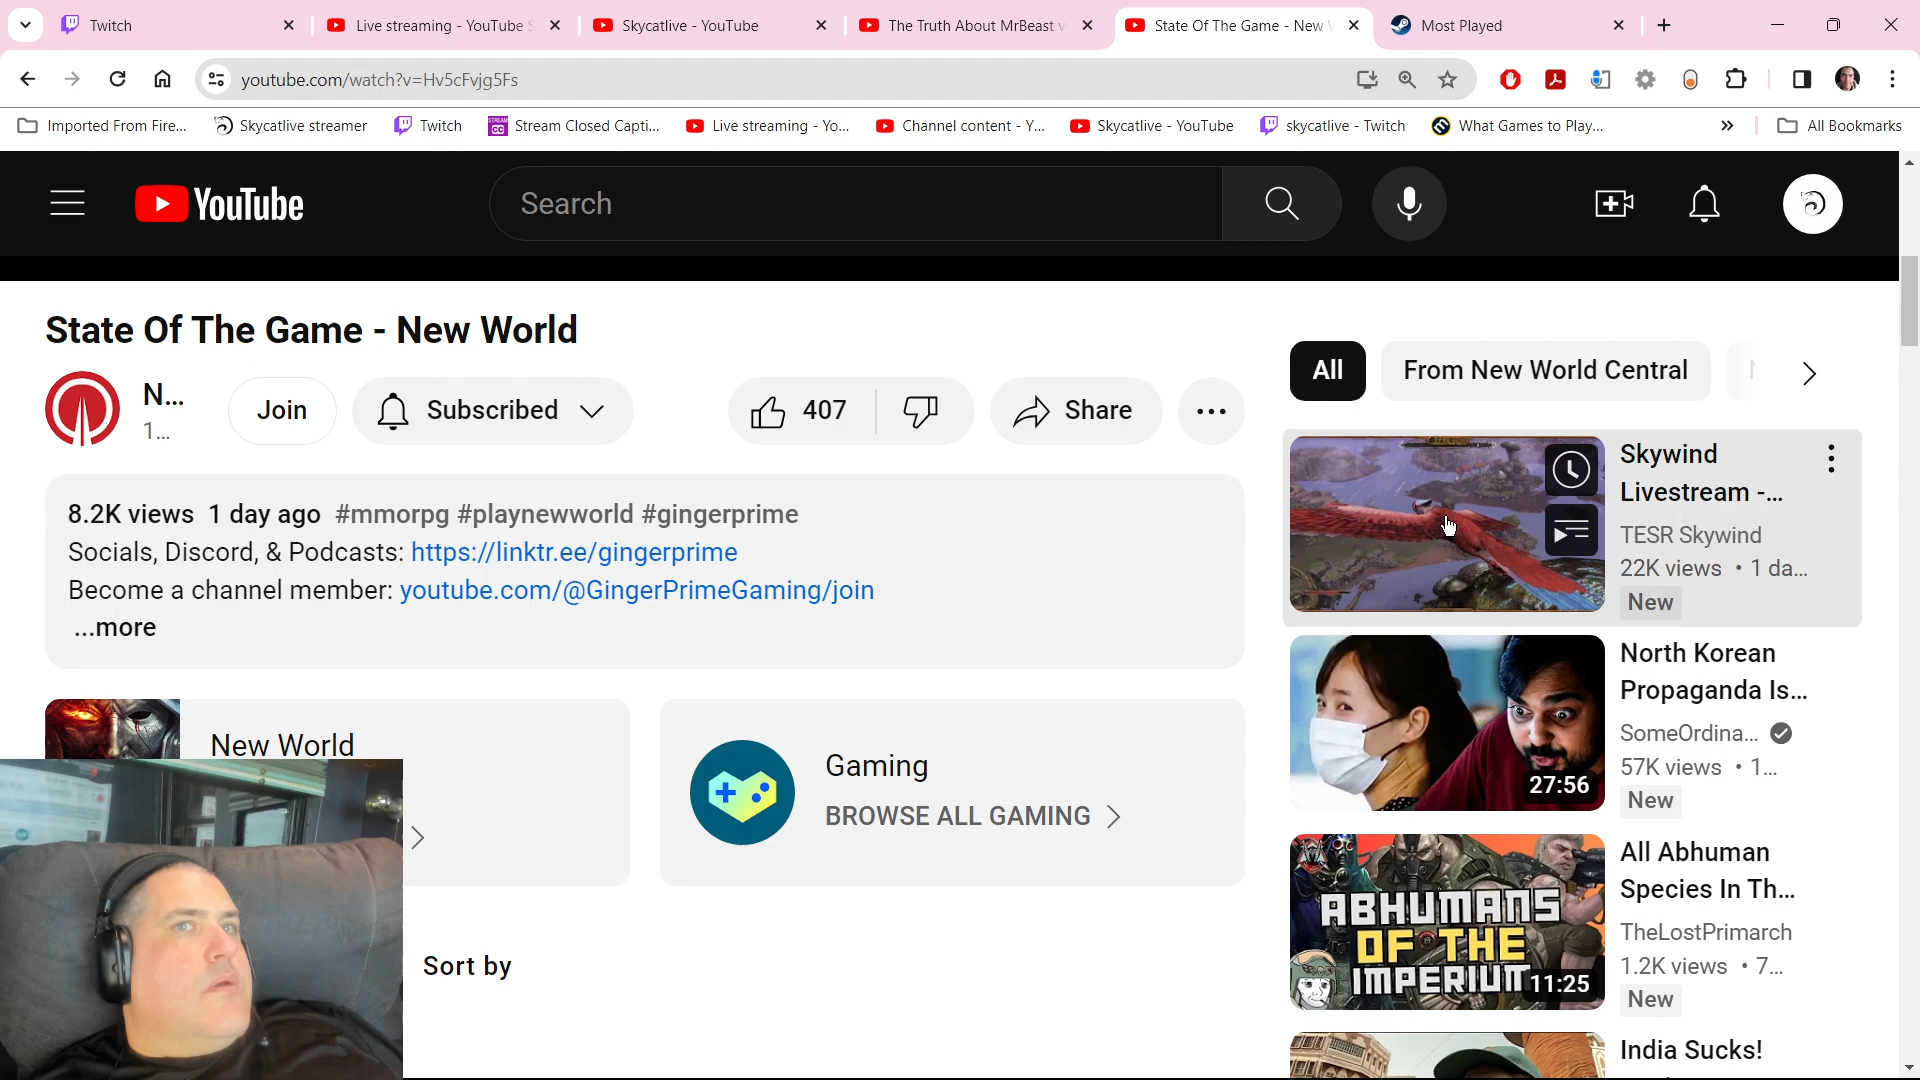 Twitch
Live streaming - YouTube S
Skycatlive - YouTube
The Truth About MrBeast v
State Of The Game - New W
Most Played
youtube.com/watch?v=Hv5cFvjg5Fs
Imported From Fire...
Skycatlive streamer
Twitch
STREAM CC
Stream Closed Capti...
Live streaming - Yo...
Channel content - Y...
Skycatlive - YouTube
skycatlive - Twitch
What Games to Play...
All Bookmarks
YouTube
Search
State Of The Game - New World
N...
1...
Join
Subscribed
407
Share
8.2K views 1 day ago #mmorpg #playnewworld #gingerprime
Socials, Discord, & Podcasts: https://linktr.ee/gingerprime
Become a channel member: youtube.com/@GingerPrimeGaming/join
...more
New World
Gaming
BROWSE ALL GAMING
Sort by
All
From New World Central
Skywind
Livestream -...
TESR Skywind
22K views • 1 da...
New
27:56
North Korean
Propaganda Is...
SomeOrdina...
57K views • 1...
New
ABHUMANS
OF THE
IMPERIUM
11:25
All Abhuman
Species In Th...
TheLostPrimarch
1.2K views • 7...
New
India Sucks!